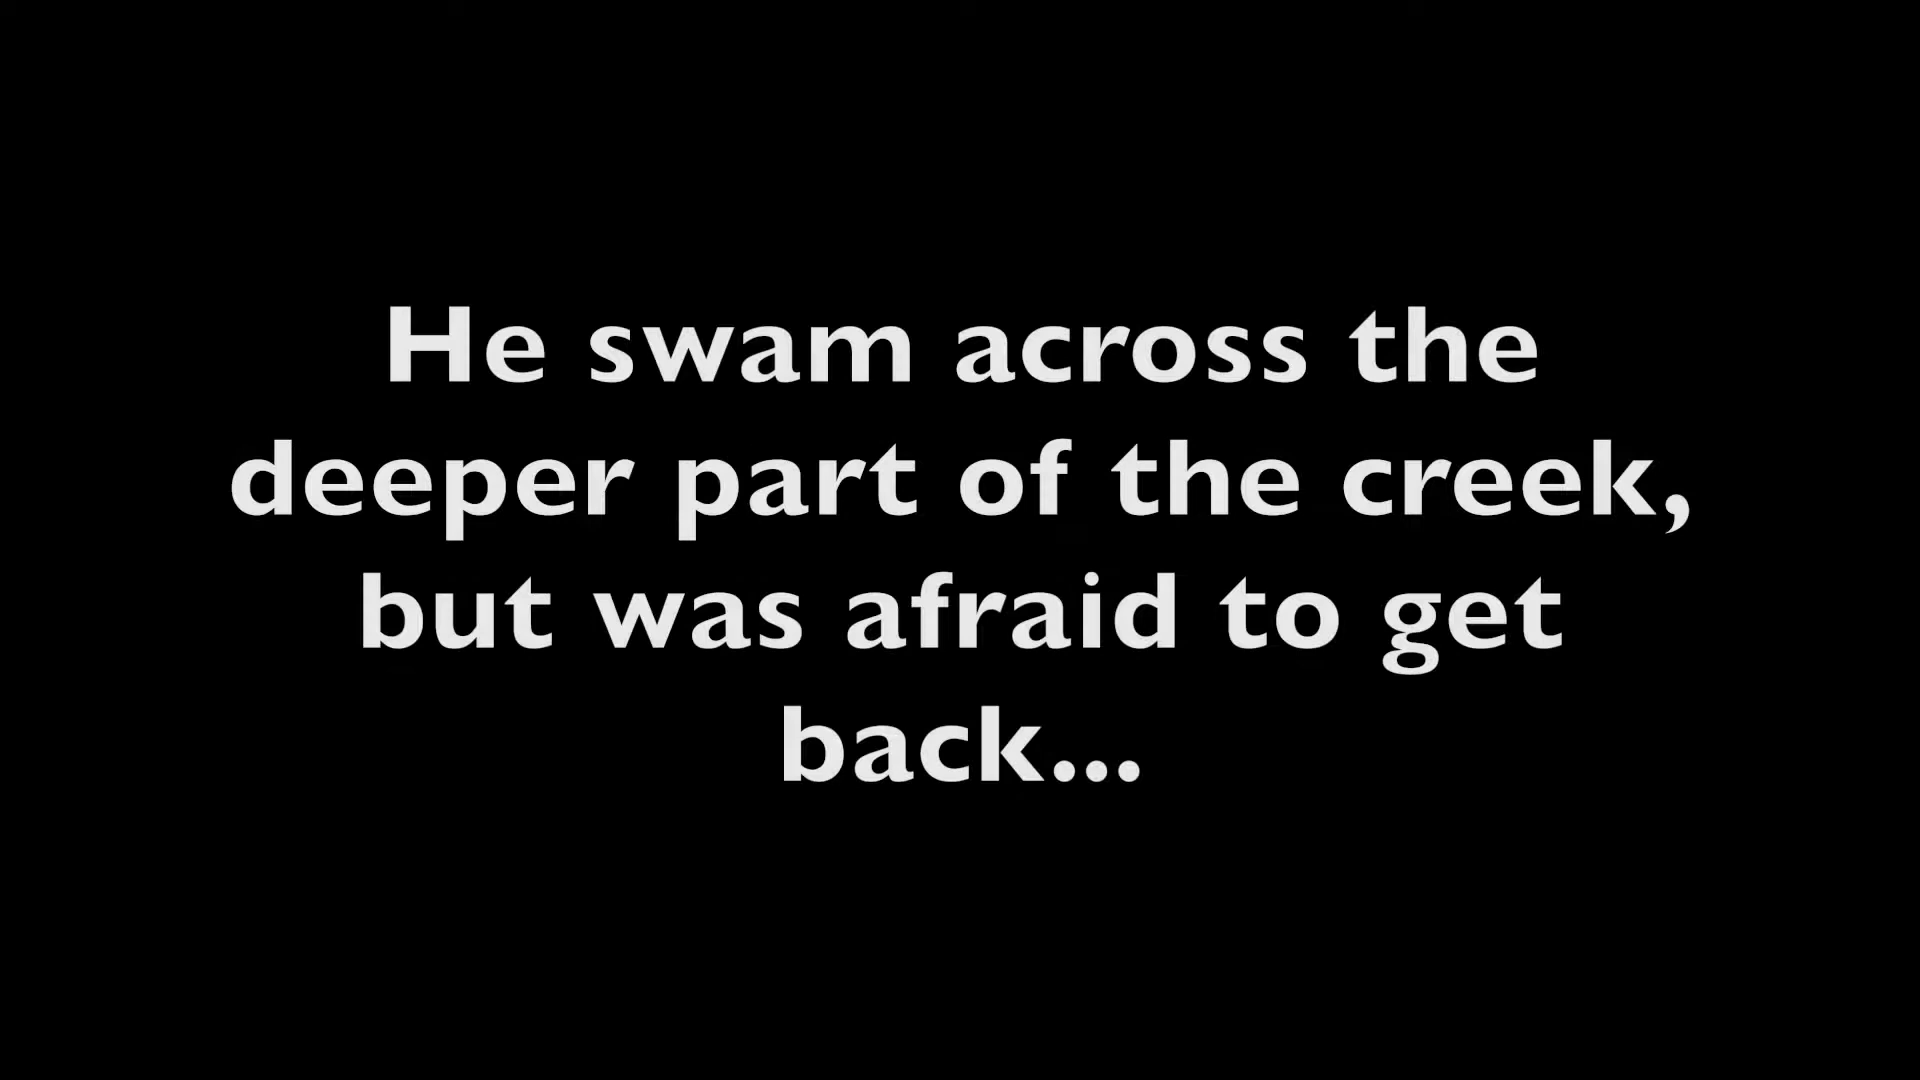 He swam across the
deeper part of the creek,
but was afraid to get
back...